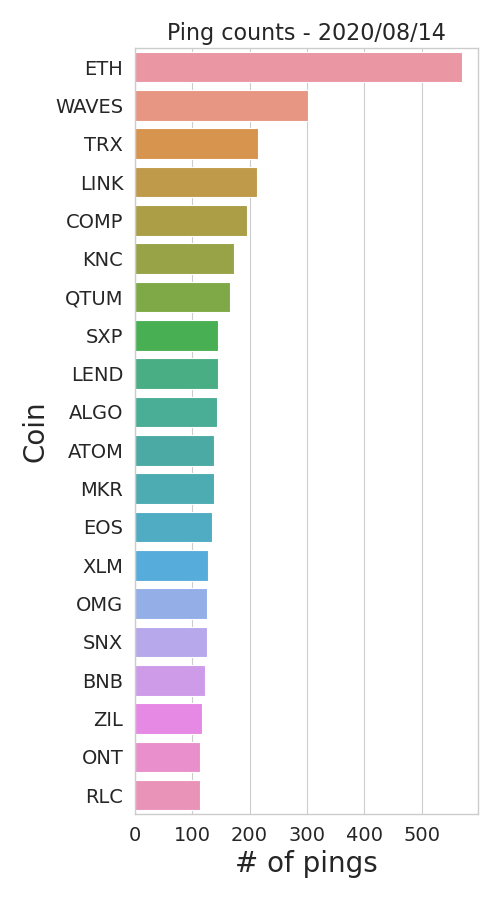 Ping counts - 2020/08/14
ETH
WAVES
TRX
LINK
COMP
KNC
QTUM
SXP
LEND
ALGO
ATOM
MKR
EOS
XLM
OMG
SNX
BNB
ZIL
ONT
RLC
Coin
0 100 200 300 400 500
# of pings